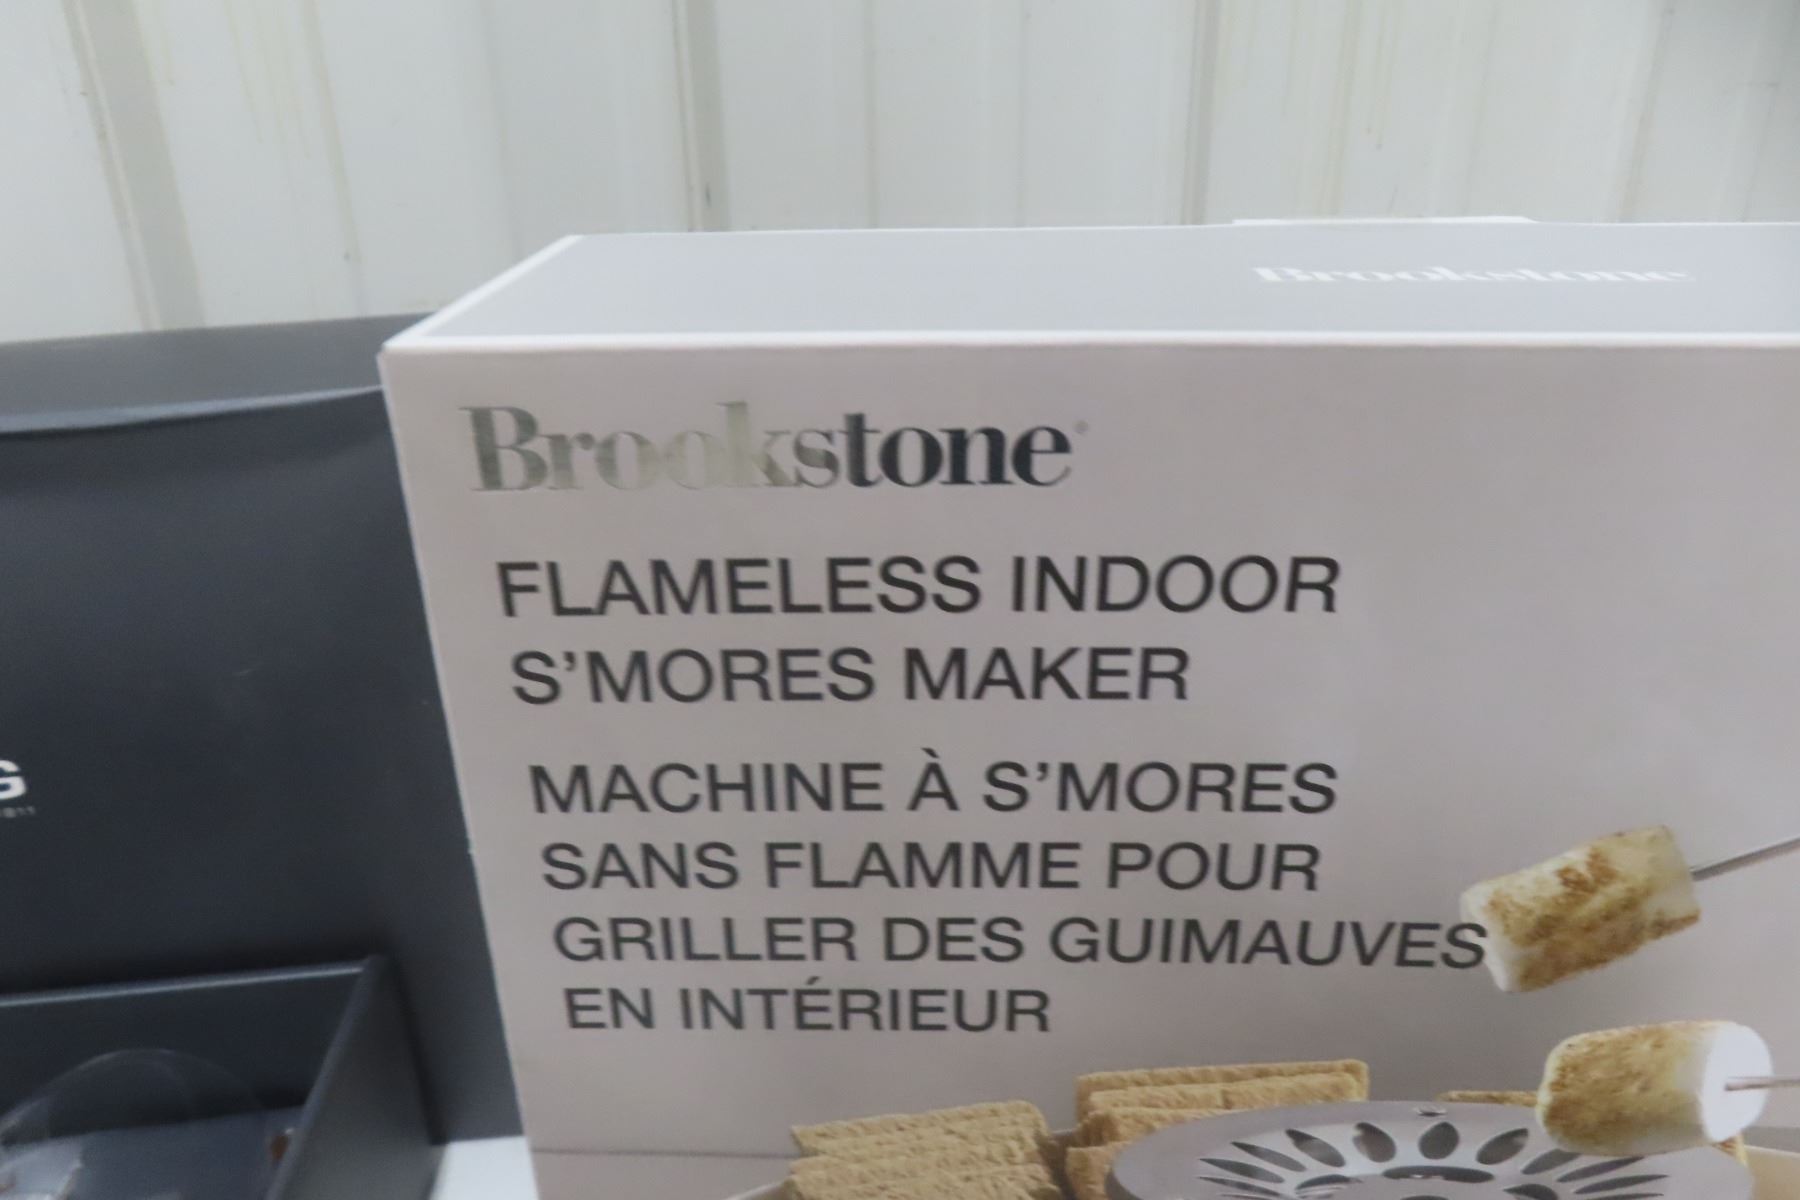 Brookstone
Brookstone
FLAMELESS INDOOR
S’MORES MAKER
MACHINE À S’MORES
SANS FLAMME POUR
GRILLER DES GUIMAUVES
EN INTÉRIEUR
G